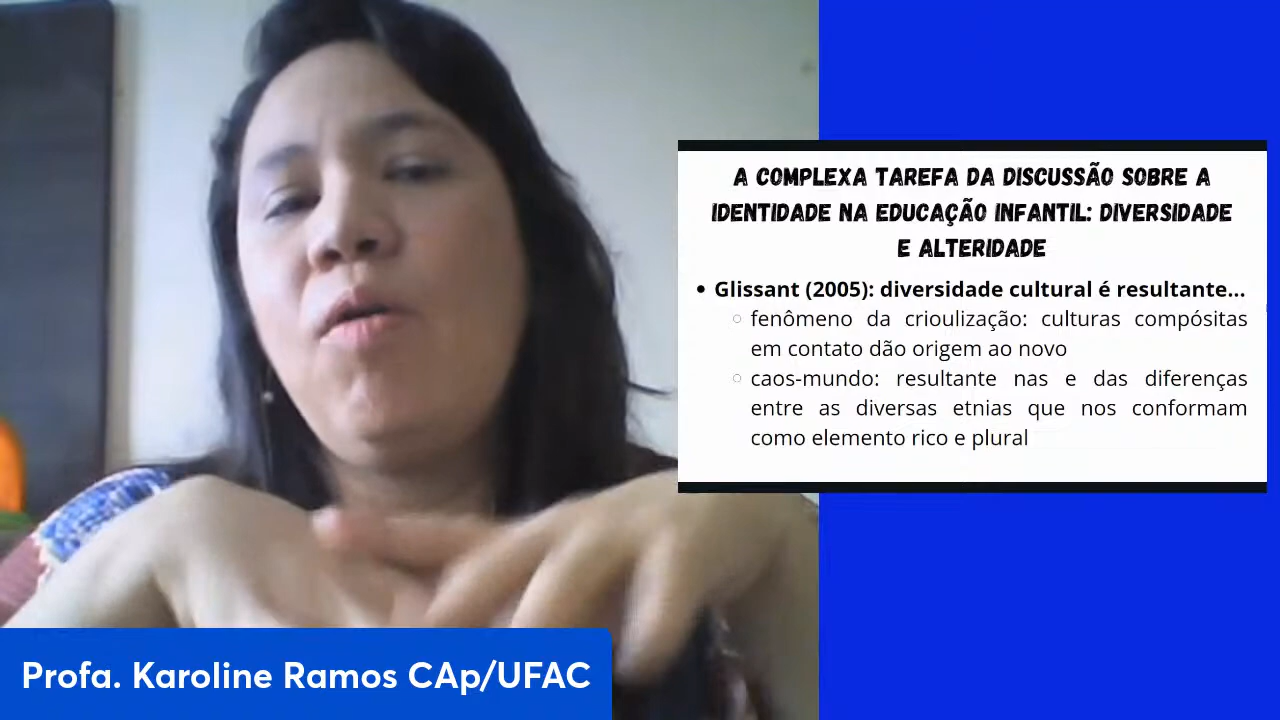 A COMPLEXA TAREFA DA DISCUSSÃO SOBRE A
IDENTIDADE NA EDUCAÇÃO INFANTIL: DIVERSIDADE
E ALTERIDADE
• Glissant (2005): diversidade cultural é resultante...
○ fenômeno da crioulização: culturas compósitas
em contato dão origem ao novo
○ caos-mundo: resultante nas e das diferenças
entre as diversas etnias que nos conformam
como elemento rico e plural
Profa. Karoline Ramos CAp/UFAC